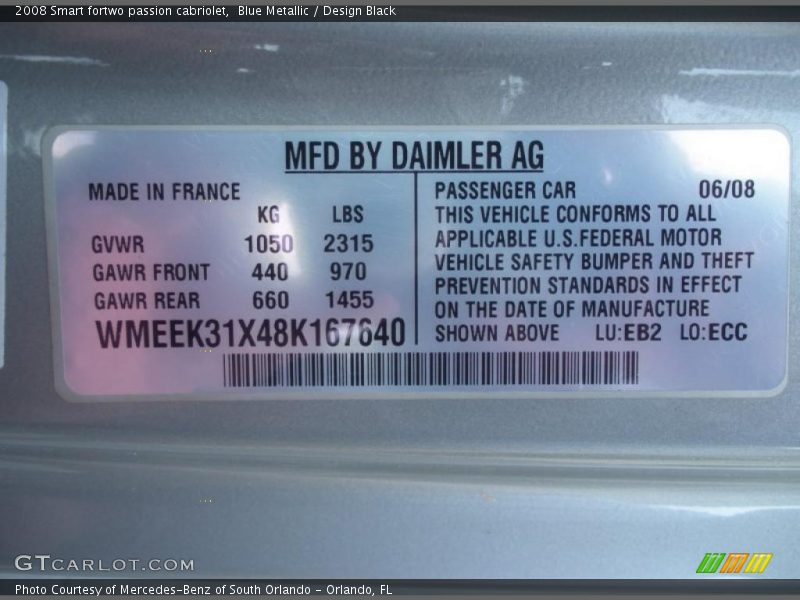 2008 Smart fortwo passion cabriolet,  Blue Metallic / Design Black
MFD BY DAIMLER AG
MADE IN FRANCE
KG LBS
GVWR 1050 2315
GAWR FRONT 440 970
GAWR REAR 660 1455
WMEEK31X48K167640
PASSENGER CAR 06/08
THIS VEHICLE CONFORMS TO ALL
APPLICABLE U.S.FEDERAL MOTOR
VEHICLE SAFETY BUMPER AND THEFT
PREVENTION STANDARDS IN EFFECT
ON THE DATE OF MANUFACTURE
SHOWN ABOVE LU:EB2 LO:ECC
GTCARLOT.COM
Photo Courtesy of Mercedes-Benz of South Orlando - Orlando, FL